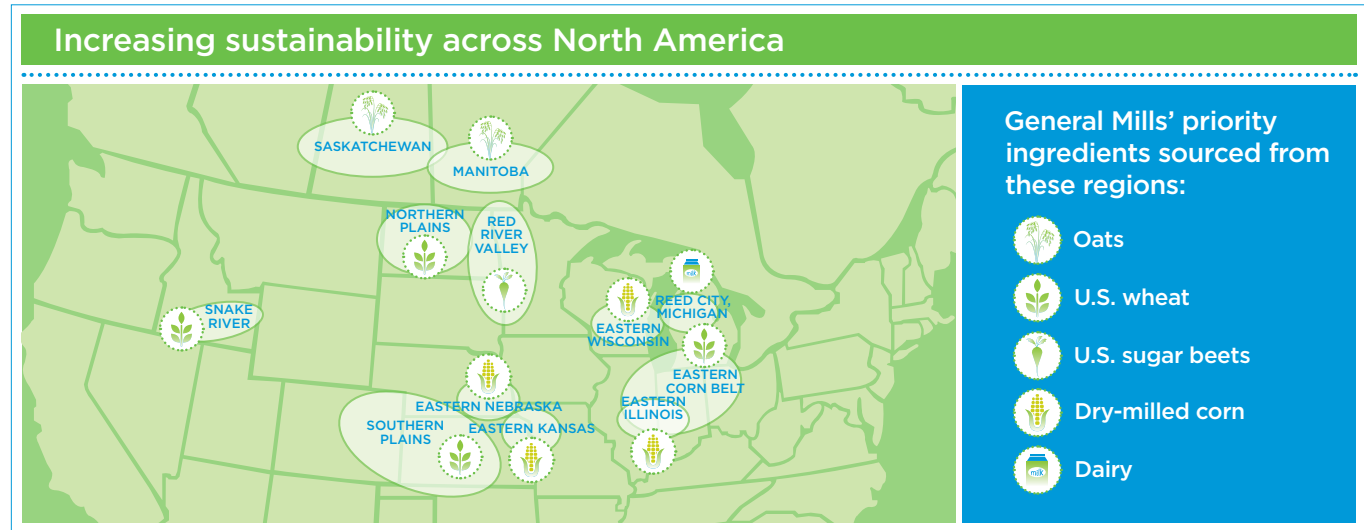 Increasing sustainability across North America
SASKATCHEWAN
MANITOBA
NORTHERN
PLAINS
RED
RIVER
VALLEY
SNAKE
RIVER
milk
REED CITY,
MICHIGAN
EASTERN
WISCONSIN
EASTERN
CORN BELT
EASTERN NEBRASKA
EASTERN
ILLINOIS
SOUTHERN
PLAINS
EASTERN KANSAS
General Mills’ priority
ingredients sourced from
these regions:
Oats
U.S. wheat
U.S. sugar beets
Dry-milled corn
milk
Dairy